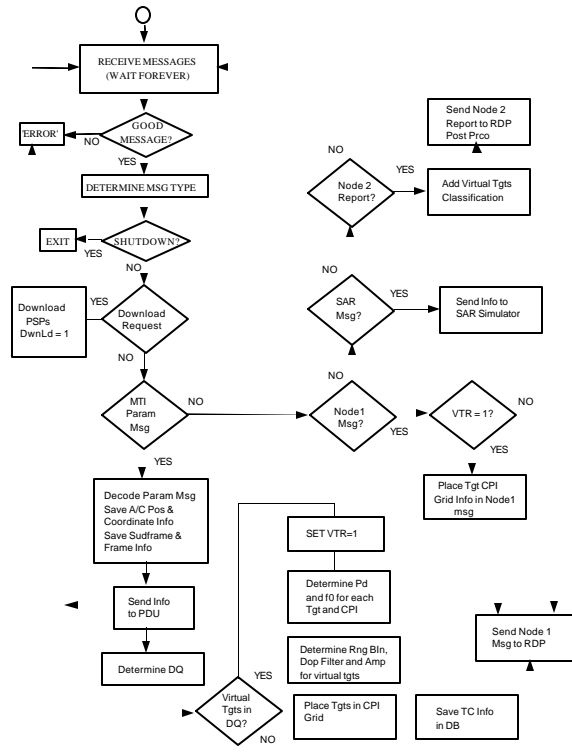 RECEIVE MESSAGES
(WAIT FOREVER)
'ERROR'
NO
GOOD
MESSAGE?
YES
DETERMINE MSG TYPE
EXIT
YES
SHUTDOWN?
NO
Download
PSPs
DwnLd = 1
YES
Download
Request
NO
MTI
Param
Msg
NO
YES
Decode Param Msg
Save A/C Pos &
Coordinate Info
Save Sudframe &
Frame Info
Send Info
to PDU
Determine DQ
Virtual
Tgts in
DQ?
YES
NO
SET VTR=1
Determine Pd
and f0 for each
Tgt and CPI
Determine Rng BIn,
Dop Filter and Amp
for virtual tgts
Place Tgts in CPI
Grid
Save TC Info
in DB
Send Node 2
Report to RDP
Post Prco
NO
Node 2
Report?
YES
Add Virtual Tgts
Classification
NO
SAR
Msg?
YES
Send Info to
SAR Simulator
NO
Node1
Msg?
YES
VTR = 1?
NO
YES
Place Tgt CPI
Grid Info in Node1
msg
Send Node 1
Msg to RDP